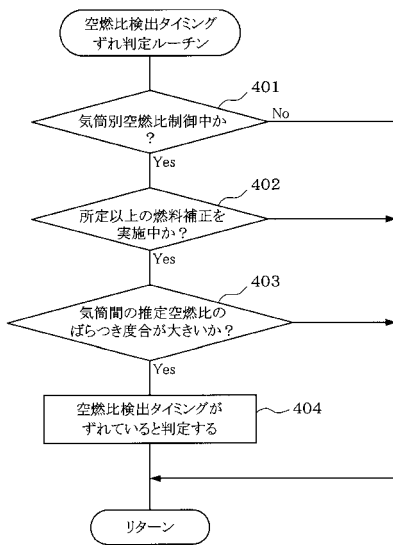 空燃比検出タイミング
ずれ判定ルーチン
401
気筒別空燃比制御中か
?
No
Yes
402
所定以上の燃料補正を
実施中か?
Yes
403
気筒間の推定空燃比の
ばらつき度合が大きいか?
Yes
空燃比検出タイミングが
ずれていると判定する
404
リターン